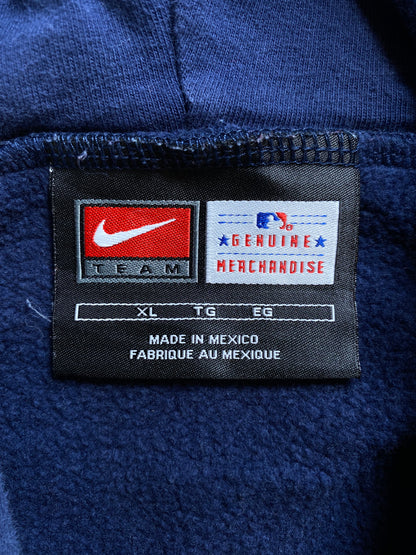 TEAM
GENUINE
MERCHANDISE
XL TG EG
MADE IN MEXICO
FABRIQUE AU MEXIQUE